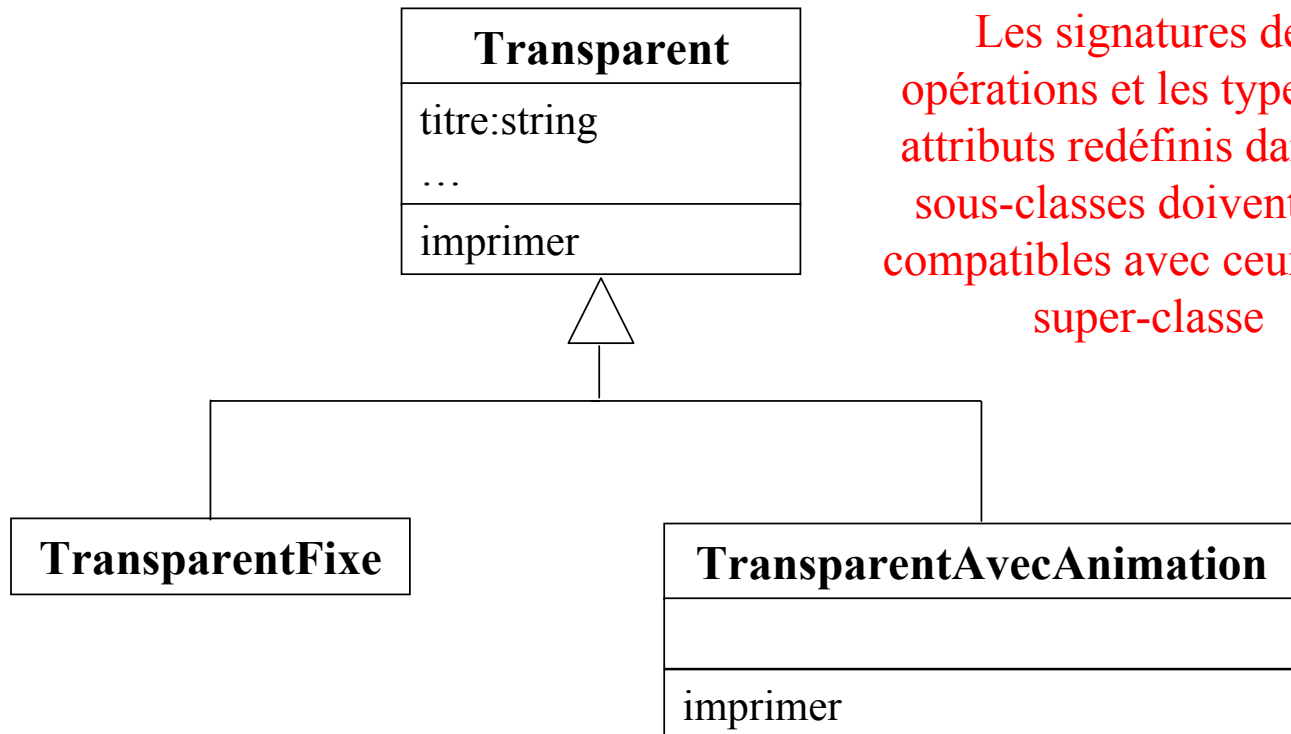 Transparent
titre:string
…
imprimer
Les signatures de
opérations et les type
attributs redéfinis da
sous-classes doivent
compatibles avec ceu
super-classe
TransparentFixe
TransparentAvecAnimation
imprimer